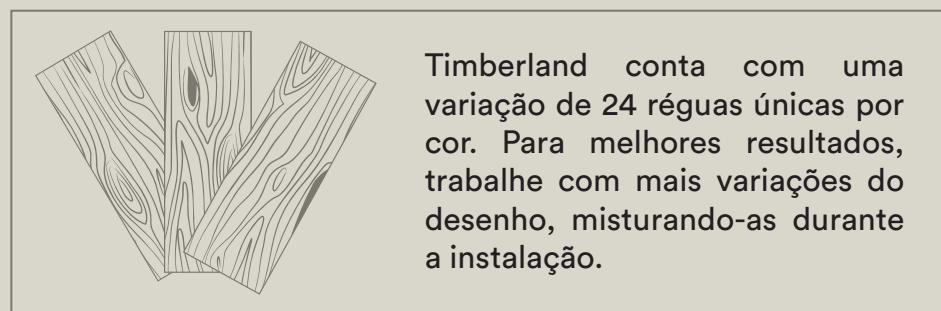 Timberland conta com uma
variação de 24 réguas únicas por
cor. Para melhores resultados,
trabalhe com mais variações do
desenho, misturando-as durante
a instalação.